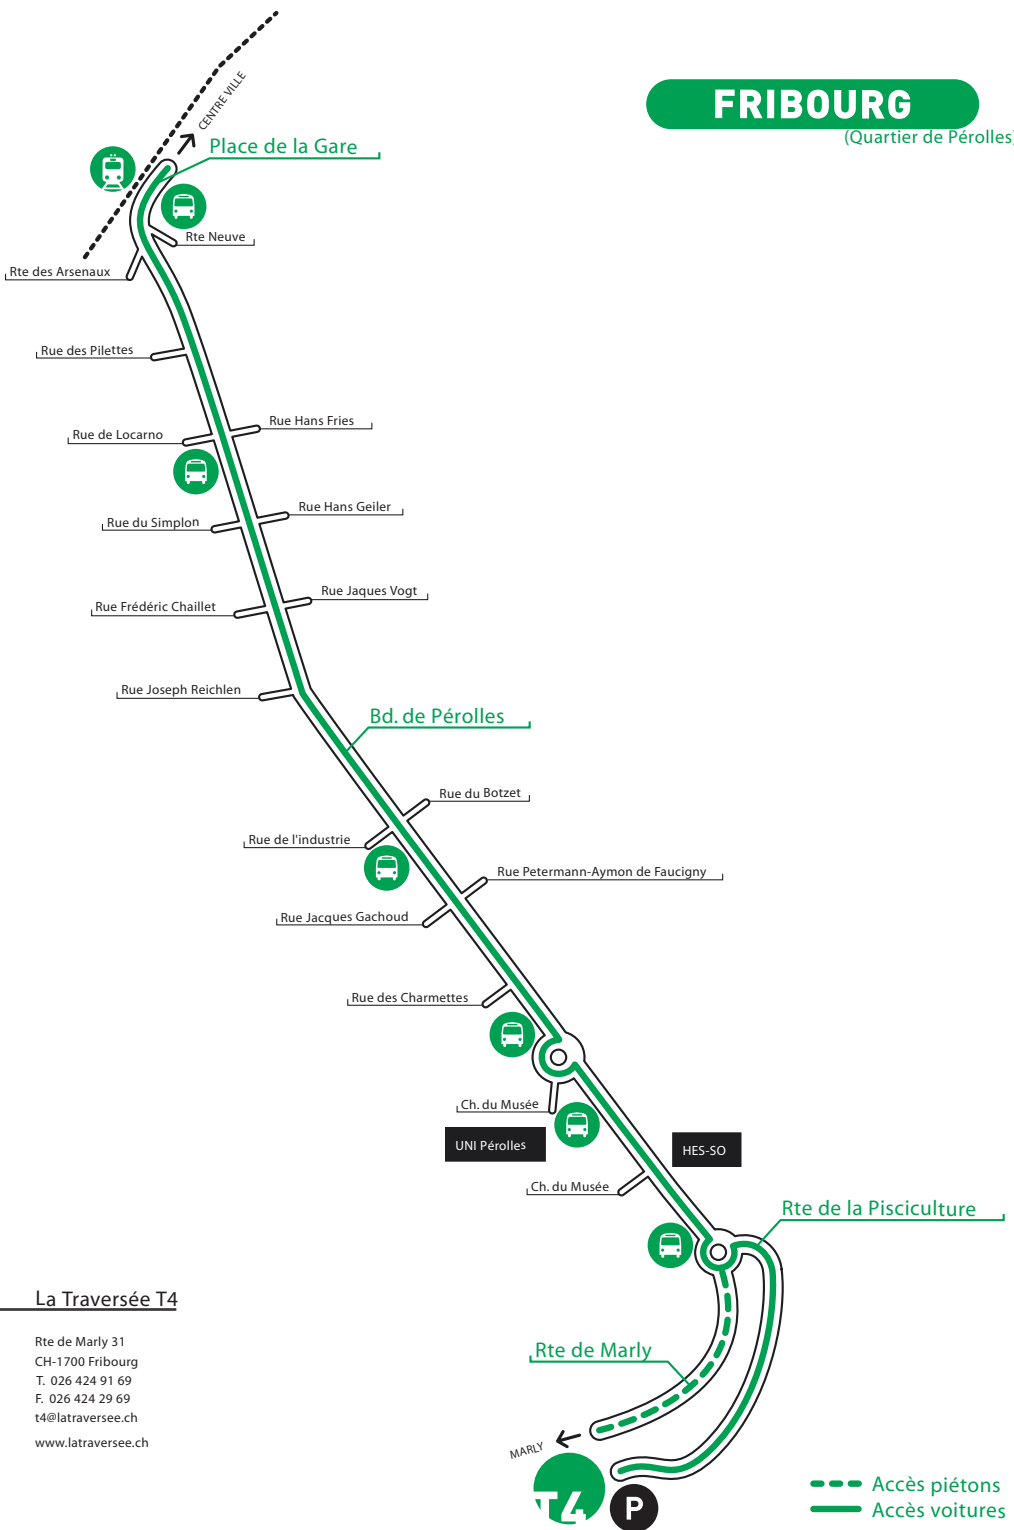 FRIBOURG
(Quartier de Pérolles)
CENTRE VILLE
Place de la Gare
Rte Neuve
Rte des Arsenaux
Rue des Pilettes
Rue Hans Fries
Rue de Locarno
Rue Hans Geiler
Rue du Simplon
Rue Jaques Vogt
Rue Frédéric Chaillet
Rue Joseph Reichlen
Bd. de Pérolles
Rue du Botzet
Rue de l'industrie
Rue Petermann-Aymon de Faucigny
Rue Jacques Gachoud
Rue des Charmettes
Ch. du Musée
UNI Pérolles
HES-SO
Ch. du Musée
Rte de la Pisciculture
La Traversée T4
Rte de Marly 31
CH-1700 Fribourg
T. 026 424 91 69
F. 026 424 29 69
t4@latraversee.ch
www.latraversee.ch
Rte de Marly
MARLY
T4
P
Accès piétons
Accès voitures